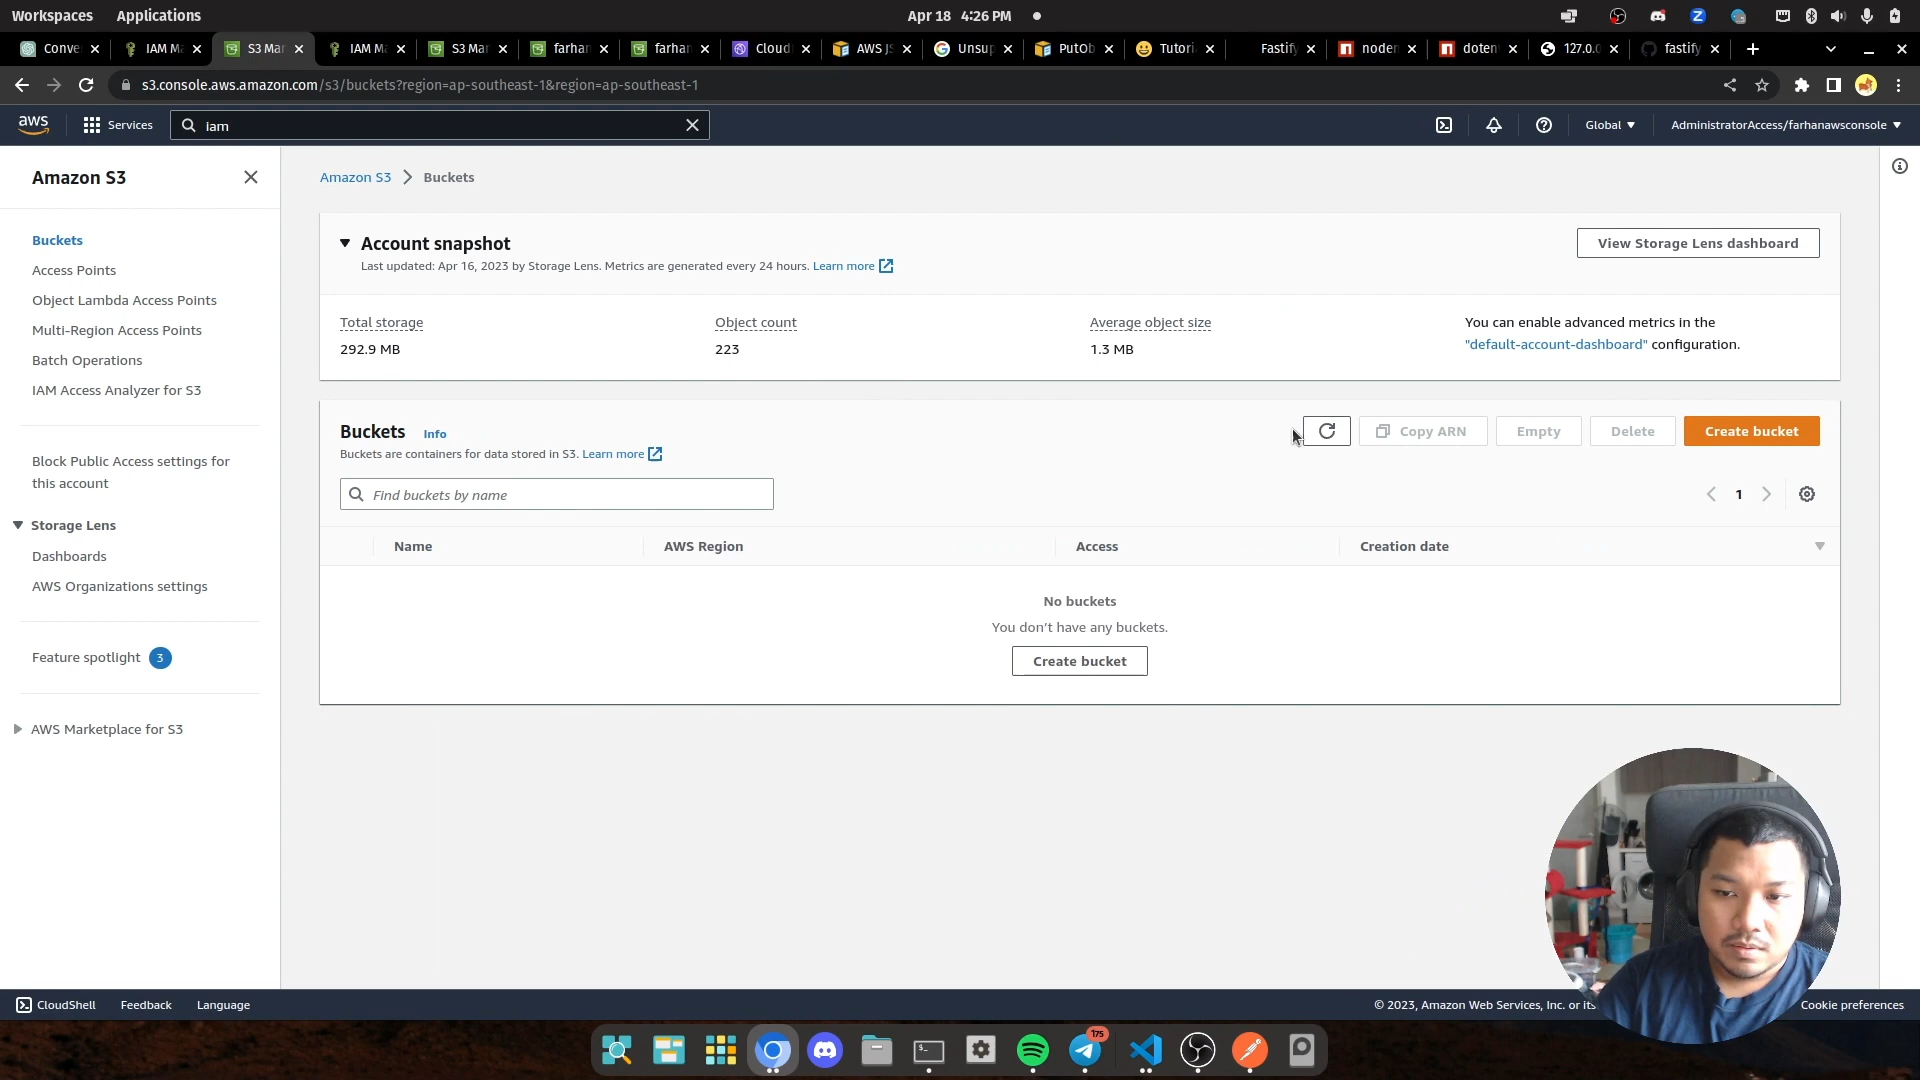 Workspaces Applications Apr 18 4:26 PM
Conve IAM Ma S3 Mar IAM Ma S3 Mar farhan farhan Cloud AWS JS Unsup PutOb Tutori Fastify noden doten 127.0.0 fastify
s3.console.aws.amazon.com/s3/buckets?region=ap-southeast-1&region=ap-southeast-1
aws Services iam Global AdministratorAccess/farhanawsconsole
Amazon S3
Buckets
Access Points
Object Lambda Access Points
Multi-Region Access Points
Batch Operations
IAM Access Analyzer for S3
Block Public Access settings for
this account
Storage Lens
Dashboards
AWS Organizations settings
Feature spotlight 3
AWS Marketplace for S3
Amazon S3 Buckets
Account snapshot View Storage Lens dashboard
Last updated: Apr 16, 2023 by Storage Lens. Metrics are generated every 24 hours. Learn more
Total storage
292.9 MB
Object count
223
Average object size
1.3 MB
You can enable advanced metrics in the
"default-account-dashboard" configuration.
Buckets Info Copy ARN Empty Delete Create bucket
Buckets are containers for data stored in S3. Learn more
Find buckets by name 1
Name AWS Region Access Creation date
No buckets
You don't have any buckets.
Create bucket
CloudShell Feedback Language © 2023, Amazon Web Services, Inc. or its Cookie preferences
175